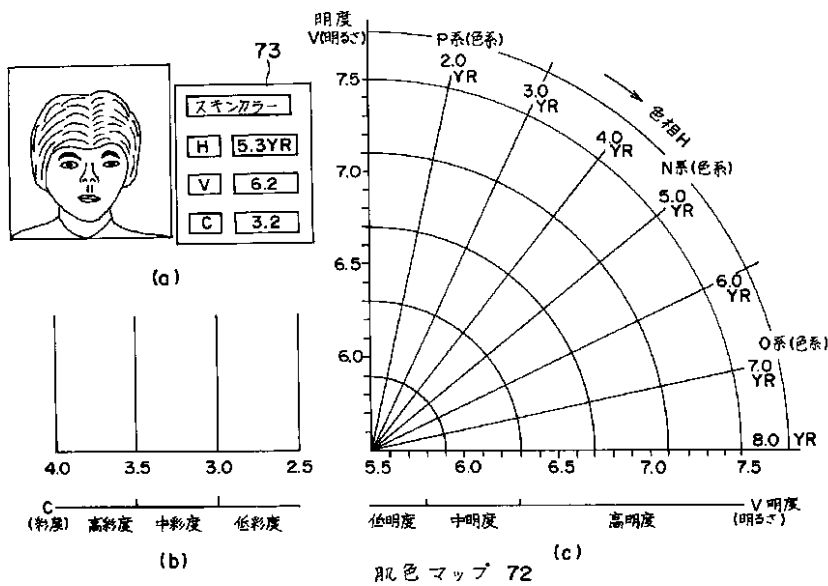 73
スキンカラー
H 5.3YR
V 6.2
C 3.2
(a)
4.0 3.5 3.0 2.5
C
(彩度) 高彩度 中彩度 低彩度
(b)
明度
V(明るさ)
7.5
7.0
6.5
6.0
P系(色系)
2.0
YR
3.0
YR
4.0
YR
色相H
N系(色系)
5.0
YR
6.0
YR
O系(色系)
7.0
YR
8.0 YR
5.5 6.0 6.5 7.0 7.5
V明度
低明度 中明度 高明度 (明るさ)
(c)
肌色マップ 72